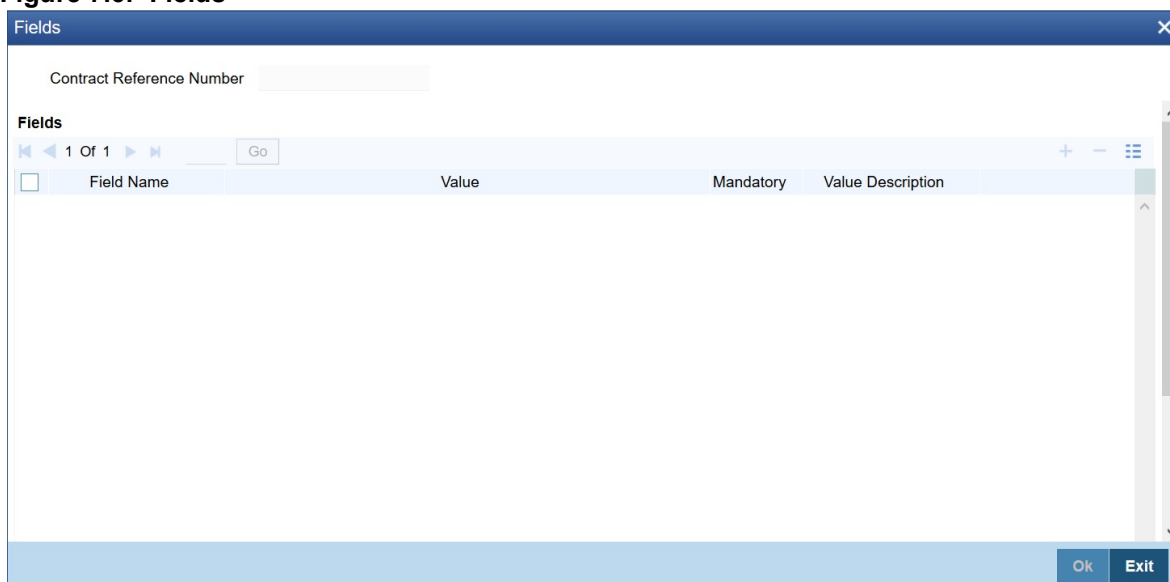 Fields
Contract Reference Number
Fields
1 Of 1 Go
Field Name Value Mandatory Value Description
Ok Exit